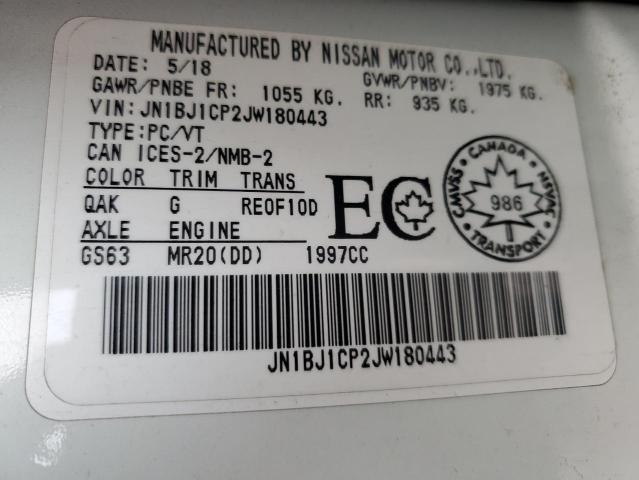 MANUFACTURED BY NISSAN MOTOR CO.,LTD.
DATE: 5/18 GVWR/PNBV: 1975 KG.
GAWR/PNBE FR: 1055 KG. RR: 935 KG.
VIN: JN1BJ1CP2JW180443
TYPE:PC/VT
CAN ICES-2/NMB-2
COLOR TRIM TRANS
QAK G RE0F10D
AXLE ENGINE
GS63 MR20(DD) 1997CC
EC
CANADA
CMVSS
NSVAC
986
TRANSPORT
JN1BJ1CP2JW180443